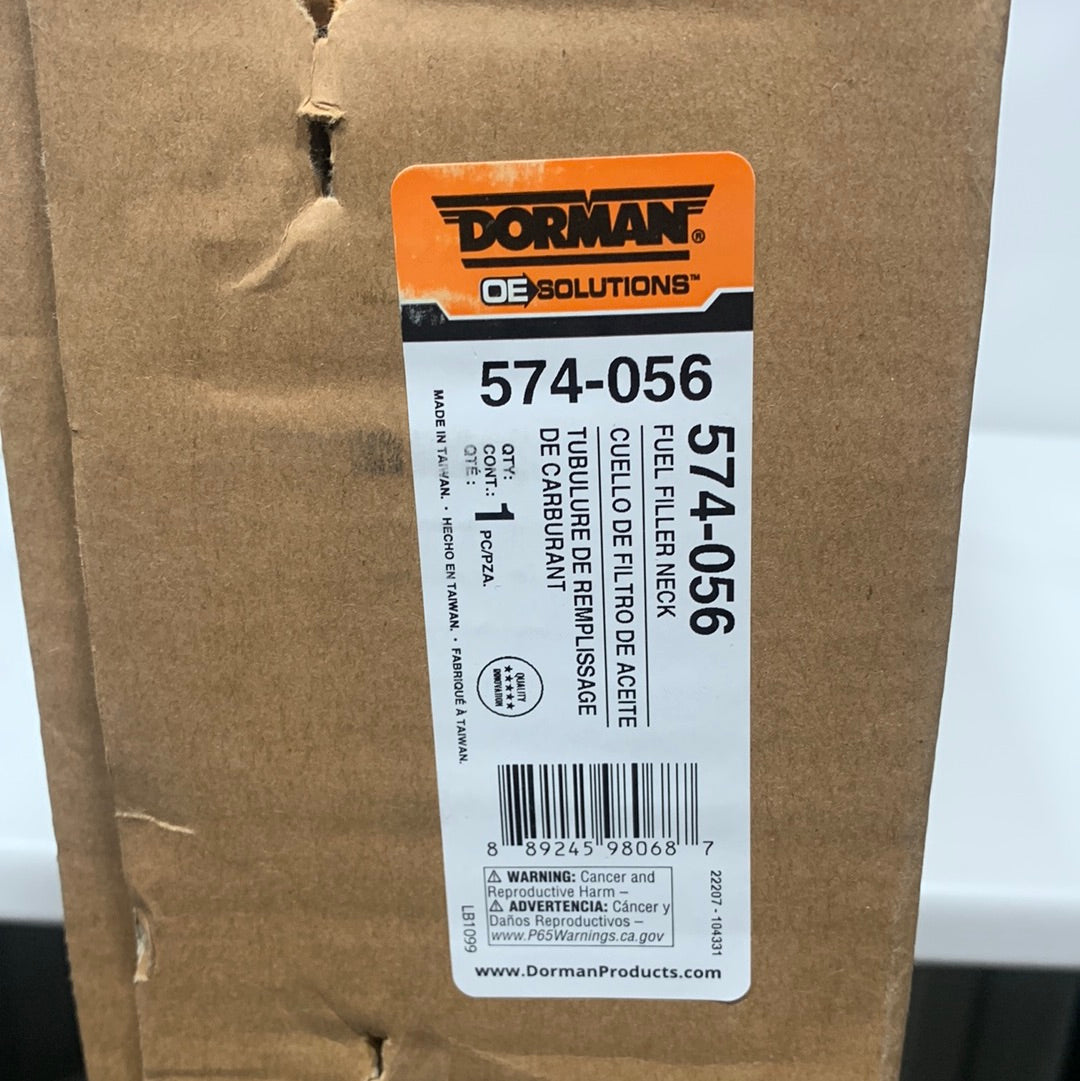 DORMAN®
OE SOLUTIONS™
574-056
574-056
FUEL FILLER NECK
CUELLO DE FILTRO DE ACEITE
TUBULURE DE REMPLISSAGE
DE CARBURANT
QTY:
CONT.: 1 PC/PZA.
QTÉ:
MADE IN TAIWAN. • HECHO EN TAIWAN. • FABRIQUÉ À TAIWAN.
QUALITY
★★★★★
INNOVATION
8 89245 98068 7
⚠ WARNING: Cancer and
Reproductive Harm –
⚠ ADVERTENCIA: Cáncer y
Daños Reproductivos –
www.P65Warnings.ca.gov
22207 - 104331
LB1099
www.DormanProducts.com